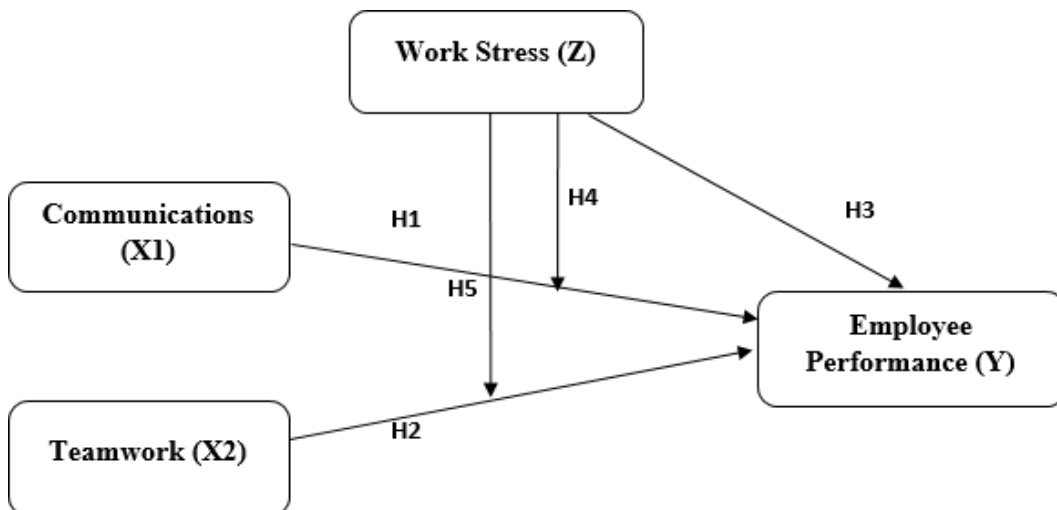 Work Stress (Z)
Communications
(X1)
H1
H4
H3
H5
Employee
Performance (Y)
Teamwork (X2)
H2